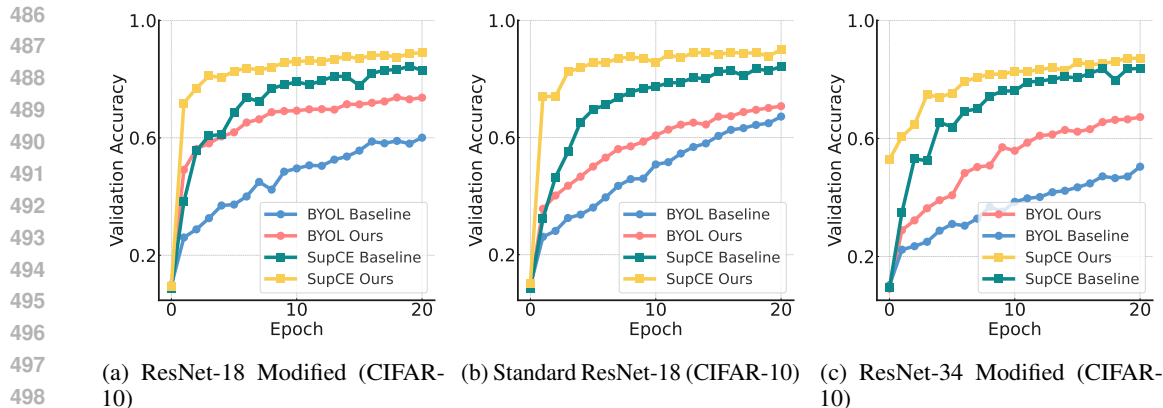 486
487
488
489
490
491
492
493
494
495
496
497
498
1.0
0.6
0.2
Validation Accuracy
0 10 20
Epoch
BYOL Baseline
BYOL Ours
SupCE Baseline
SupCE Ours
1.0
0.6
0.2
Validation Accuracy
0 10 20
Epoch
BYOL Baseline
BYOL Ours
SupCE Baseline
SupCE Ours
1.0
0.6
0.2
Validation Accuracy
0 10 20
Epoch
BYOL Ours
BYOL Baseline
SupCE Ours
SupCE Baseline
(a) ResNet-18 Modified (CIFAR-
10)
(b) Standard ResNet-18 (CIFAR-10)
(c) ResNet-34 Modified (CIFAR-
10)